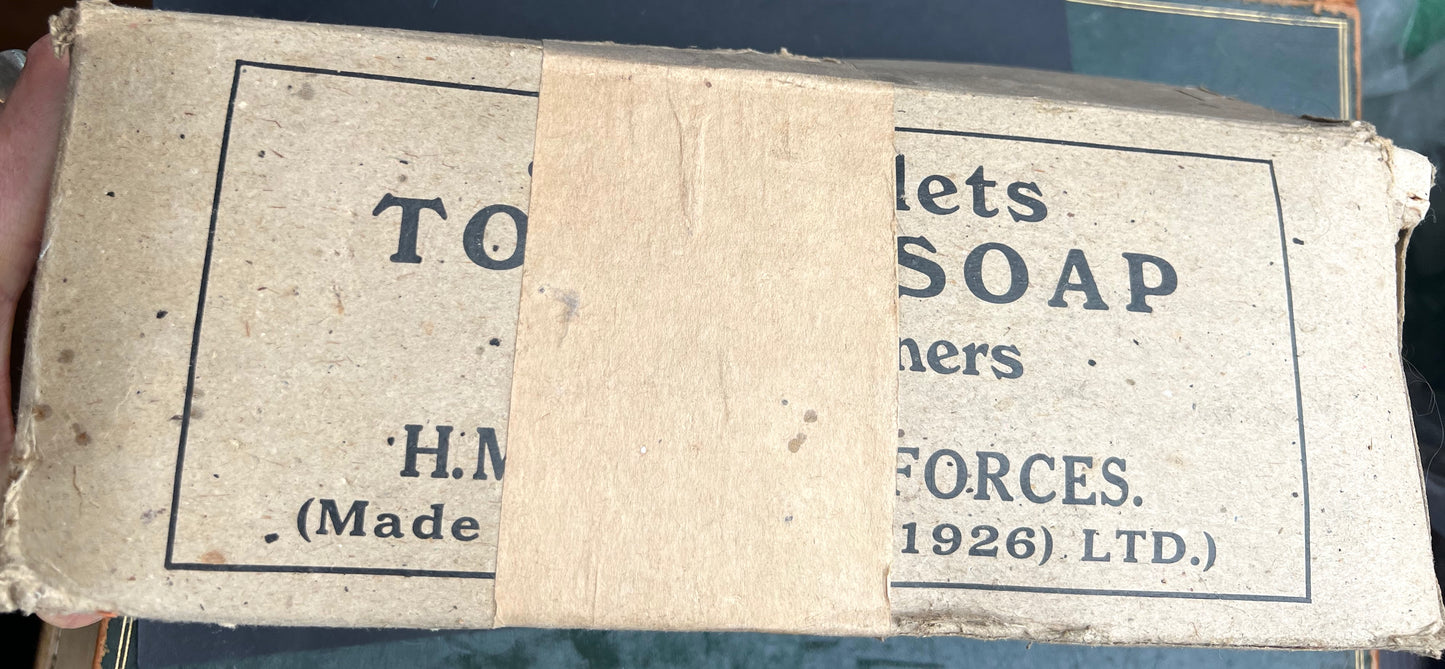 lets
TO SOAP
ners
H.M FORCES.
(Made 1926) LTD.)